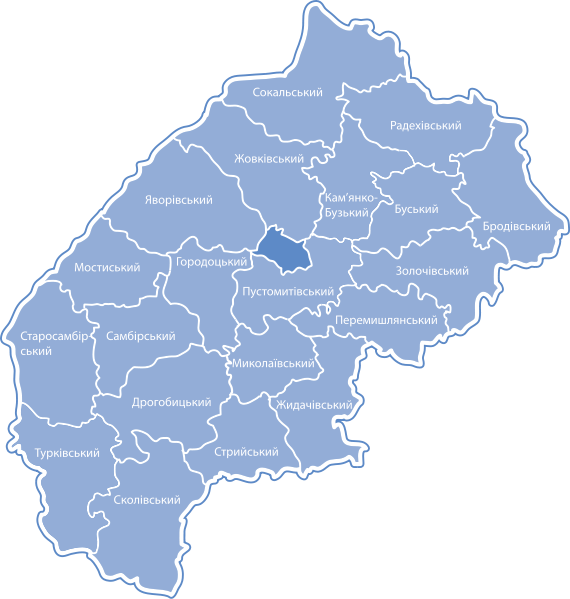 Сокальський
Радехівський
Жовківський
Яворівський
Кам'янко-
Бузький
Буський
Бродівський
Городоцький
Мостиський
Золочівський
Пустомитівський
Перемишлянський
Старосамбір
ський
Самбірський
Миколаївський
Дрогобицький
Жидачівський
Турківський
Стрийський
Сколівський